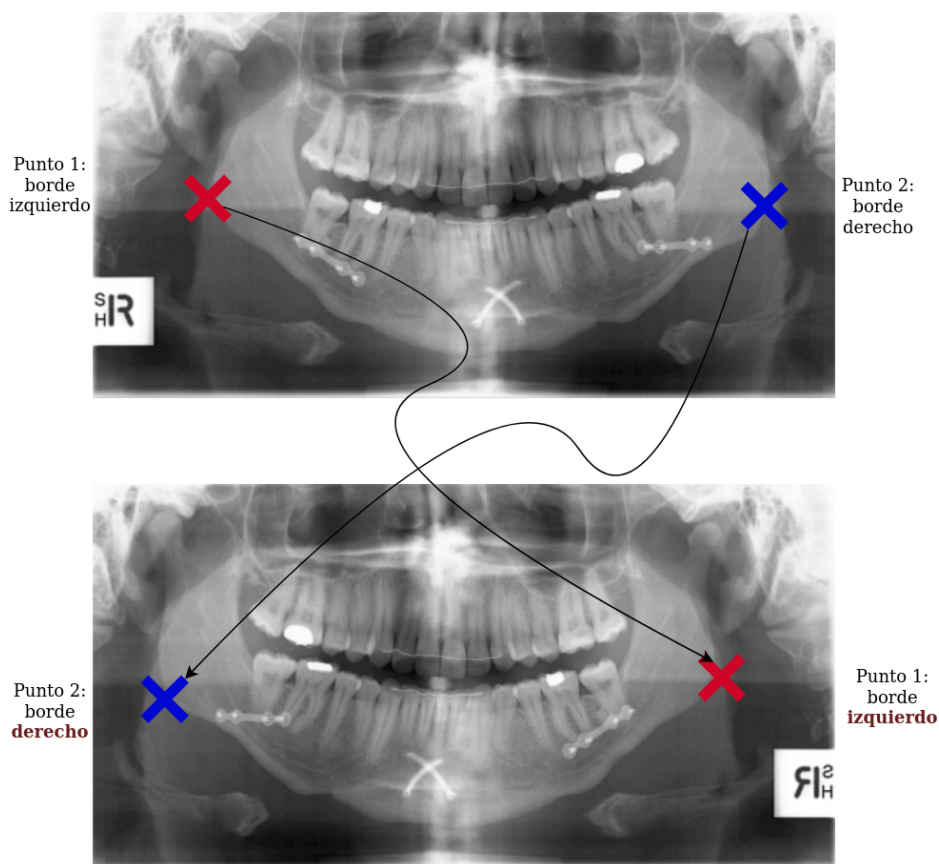 Punto 1:
borde
izquierdo
Punto 2:
borde
derecho
S
H
R
Punto 2:
borde
derecho
Punto 1:
borde
izquierdo
R
S
H